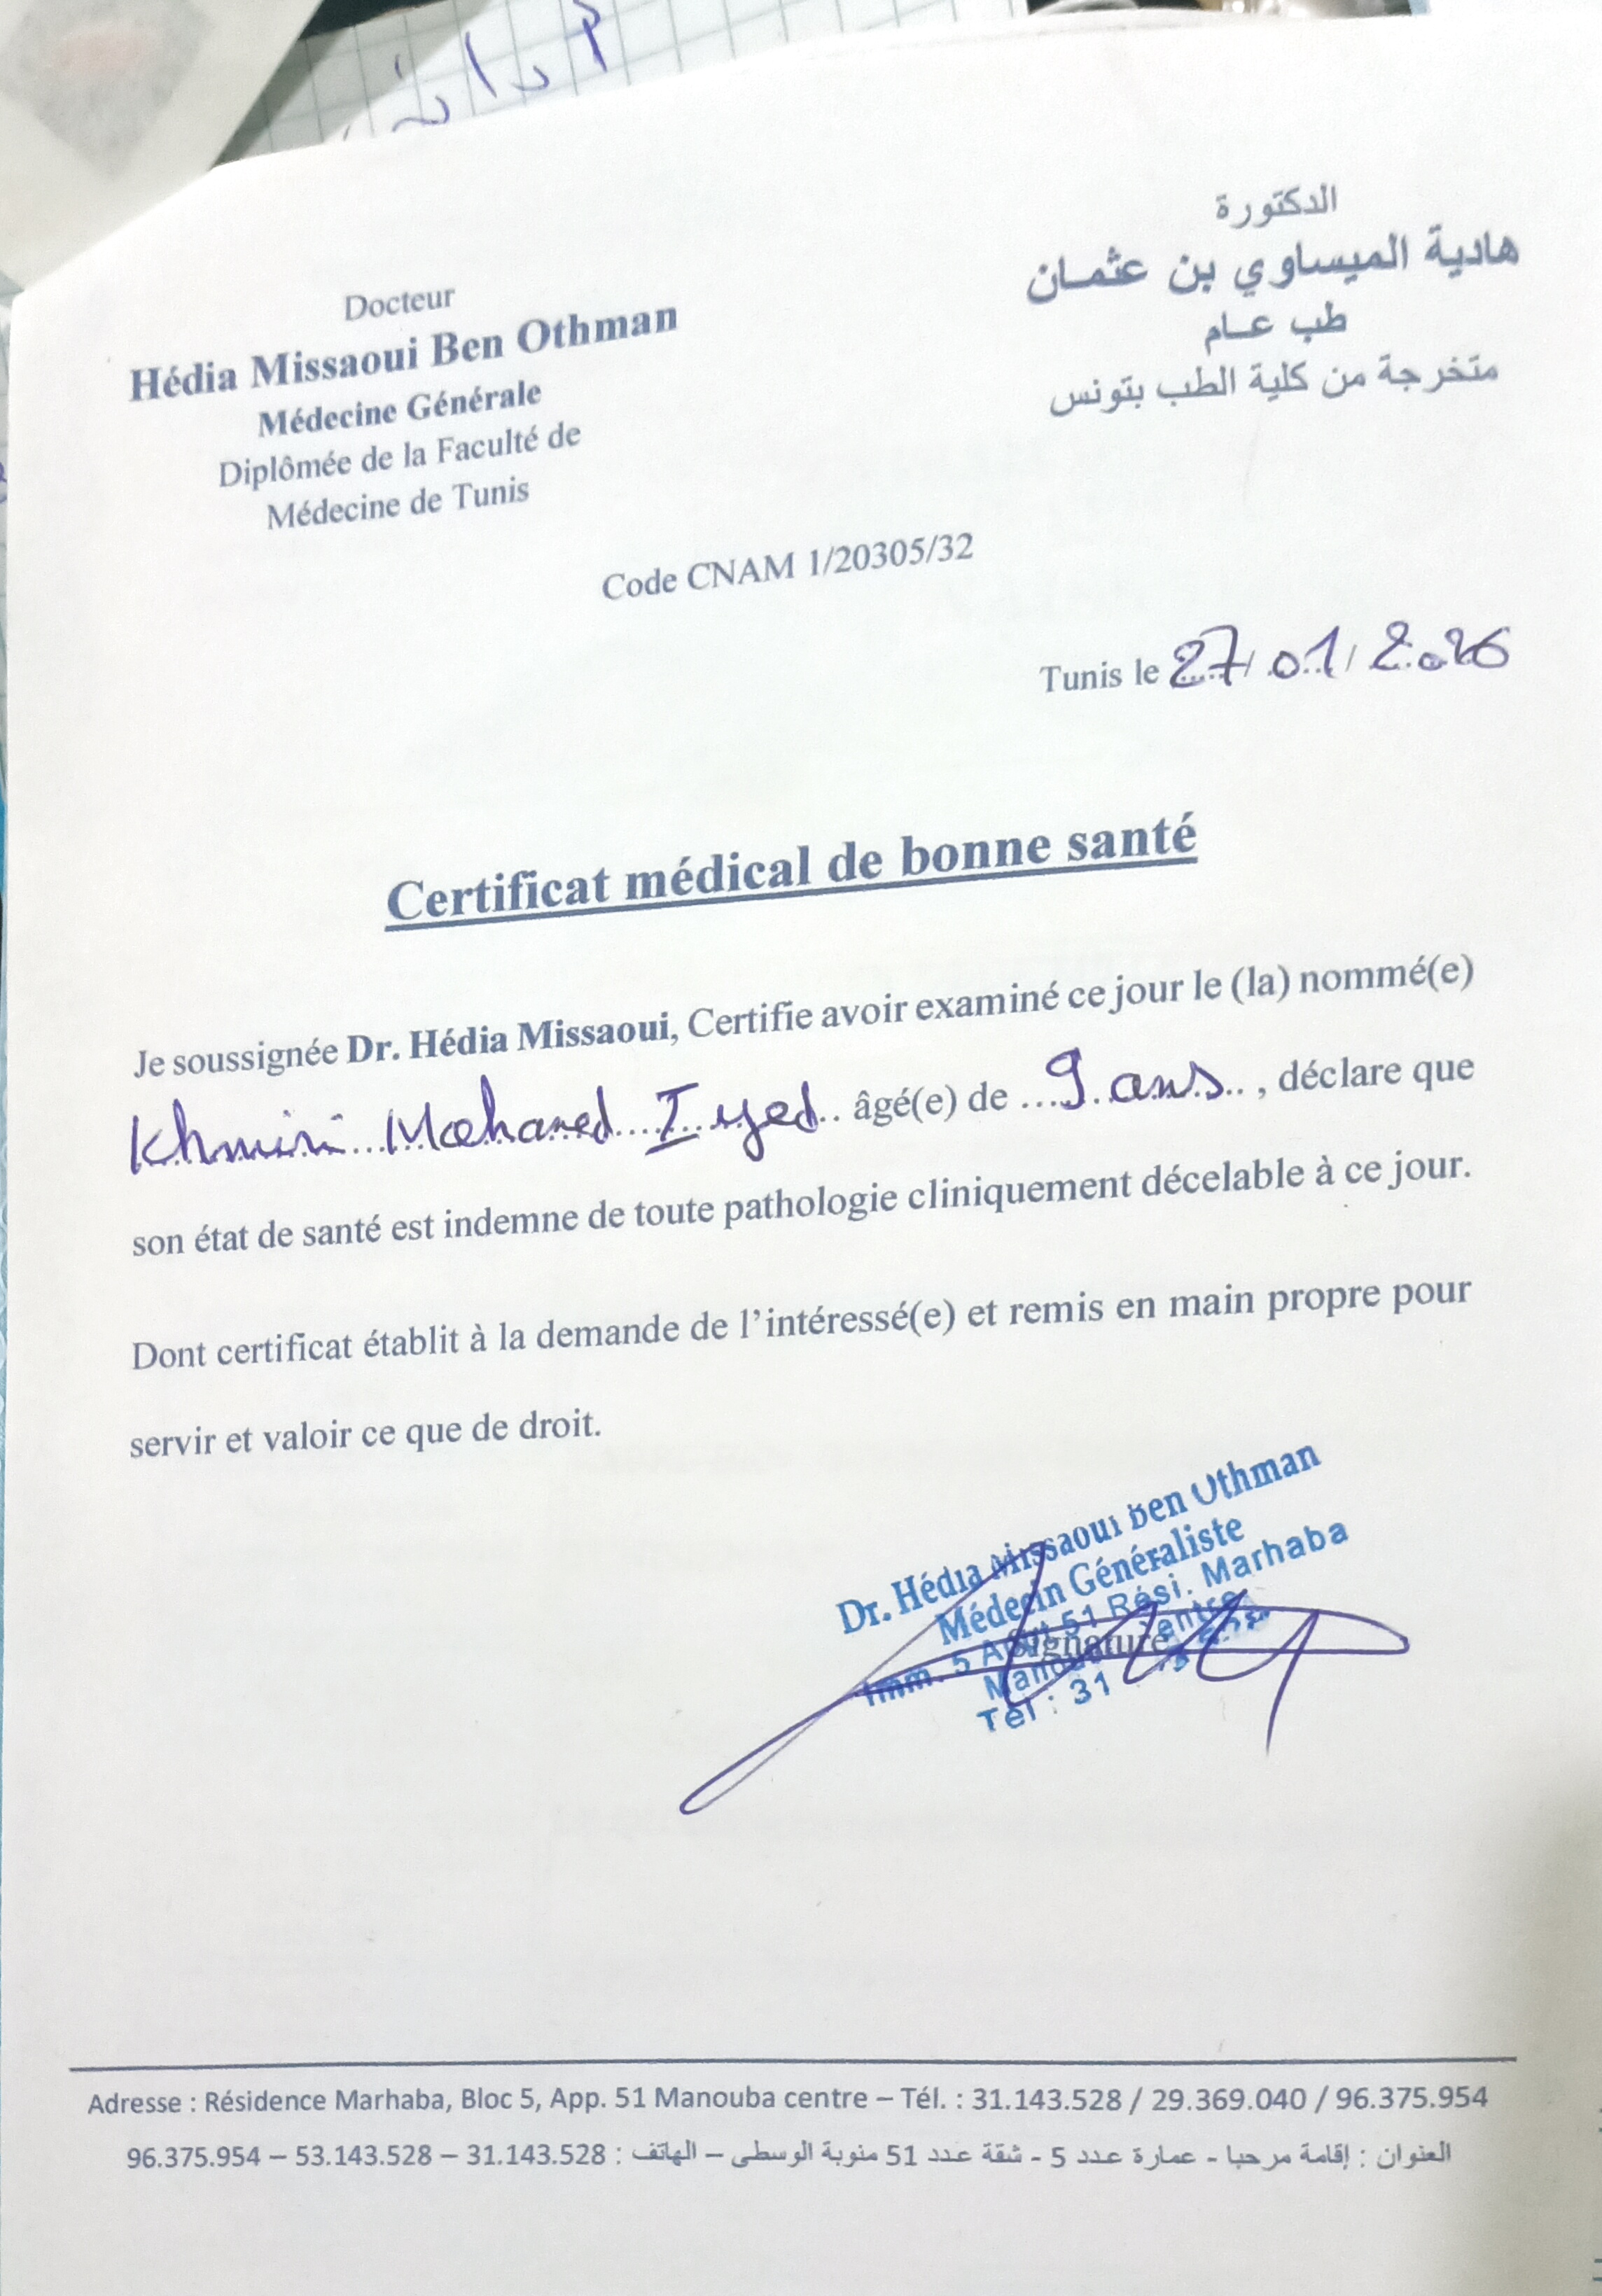 Docteur
Hédia Missaoui Ben Othman
Médecine Générale
Diplômée de la Faculté de
Médecine de Tunis
الدكتورة
هادية الميساوي بن عثمـان
طب عـام
متخرجة من كلية الطب بتونس
Code CNAM 1/20305/32
Tunis le 27/01/2026
Certificat médical de bonne santé
Je soussignée Dr. Hédia Missaoui, Certifie avoir examiné ce jour le (la) nommé(e)
Khmiri Mohamed Iyed âgé(e) de 9 ans , déclare que
son état de santé est indemne de toute pathologie cliniquement décelable à ce jour.
Dont certificat établit à la demande de l'intéressé(e) et remis en main propre pour
servir et valoir ce que de droit.
Dr. Hédia Missaoui Ben Othman
Médecin Généraliste
Imm. 5 App 51 Rési. Marhaba
Signature
Tél : 31
Adresse : Résidence Marhaba, Bloc 5, App. 51 Manouba centre – Tél. : 31.143.528 / 29.369.040 / 96.375.954
العنوان : إقامة مرحبا - عمارة عدد 5 - شقة عدد 51 منوبة الوسطى – الهاتف : 31.143.528 – 53.143.528 – 96.375.954